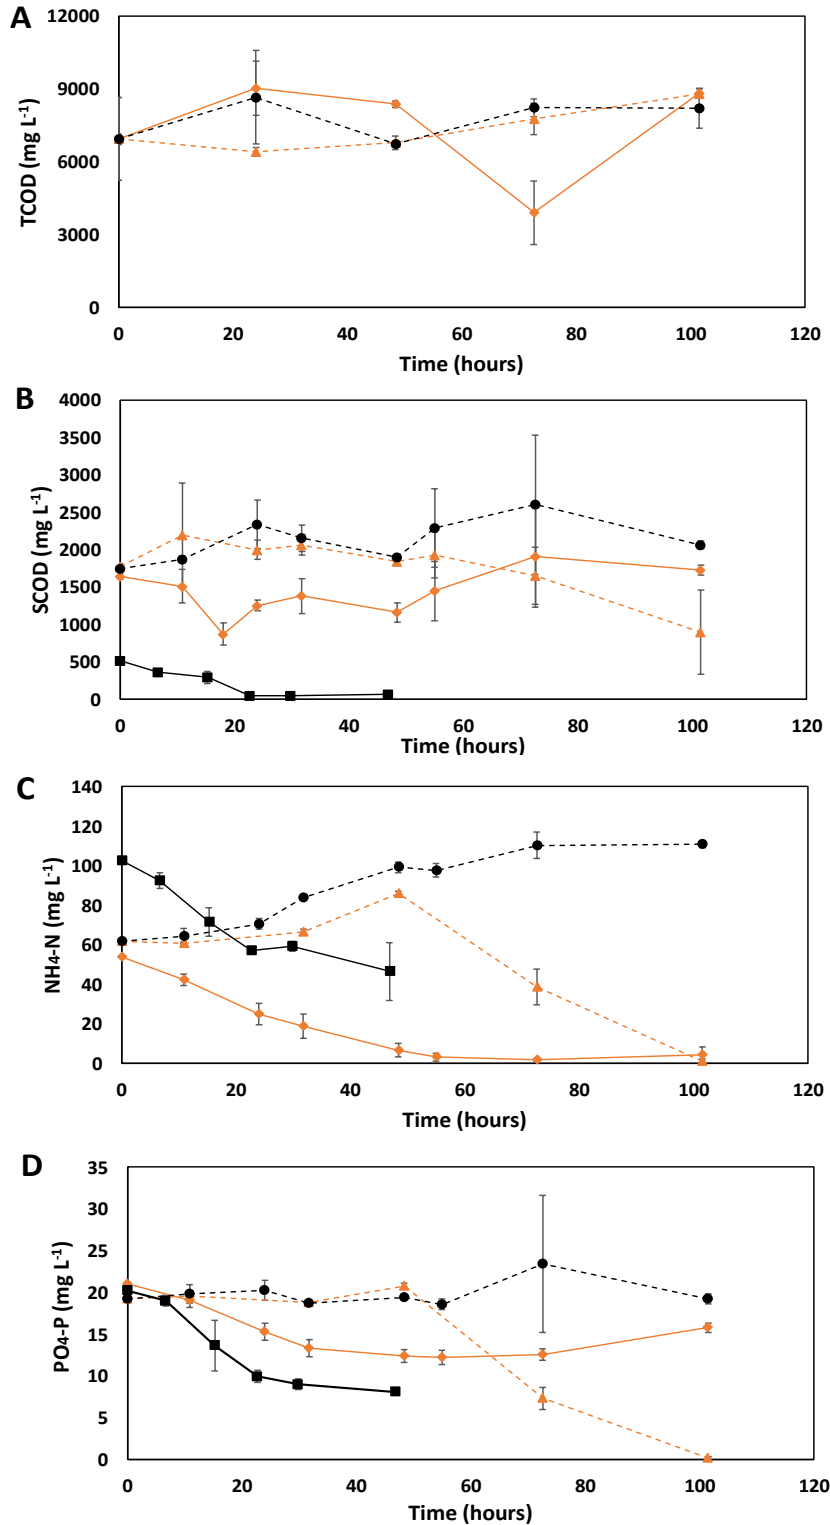 A
12000
9000
6000
3000
0
TCOD (mg L-1)
0 20 40 60 80 100 120
Time (hours)
B
4000
3500
3000
2500
2000
1500
1000
500
0
SCOD (mg L-1)
0 20 40 60 80 100 120
Time (hours)
C
140
120
100
80
60
40
20
0
NH4-N (mg L-1)
0 20 40 60 80 100 120
Time (hours)
D
35
30
25
20
15
10
5
0
PO4-P (mg L-1)
0 20 40 60 80 100 120
Time (hours)